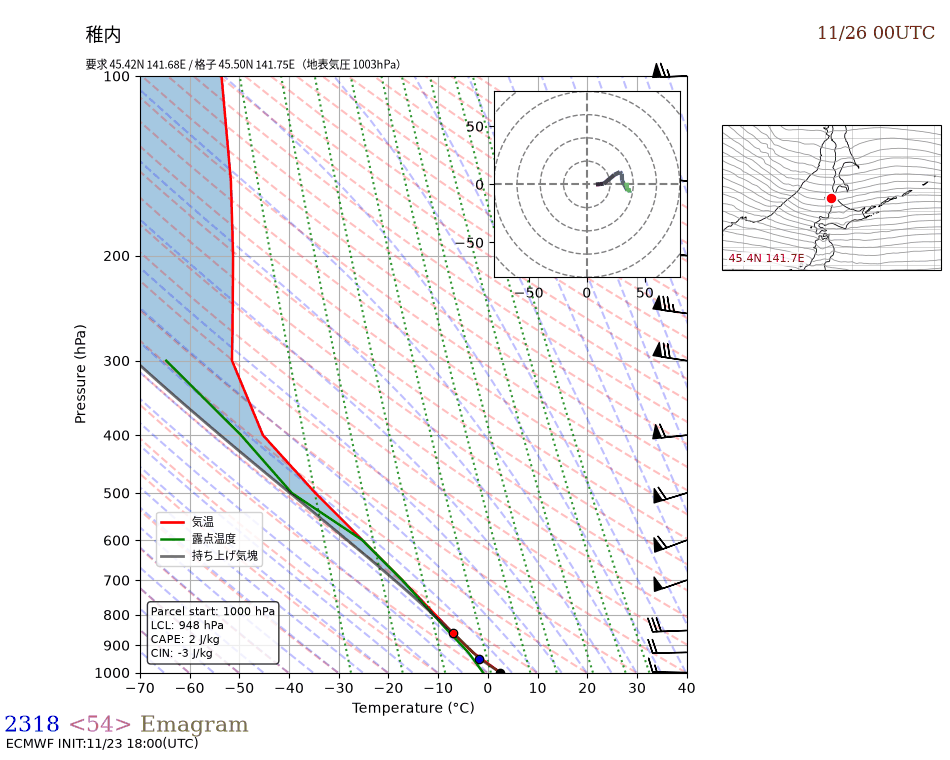 稚内
11/26 00UTC
要求 45.42N 141.68E / 格子 45.50N 141.75E（地表気圧 1003hPa）
100
200
300
400
500
600
700
800
900
1000
Pressure (hPa)
50
0
−50
−50
0
50
45.4N 141.7E
気温
露点温度
持ち上げ気塊
Parcel start: 1000 hPa
LCL: 948 hPa
CAPE: 2 J/kg
CIN: -3 J/kg
−70 −60 −50 −40 −30 −20 −10 0 10 20 30 40
Temperature (°C)
2318 <54> Emagram
ECMWF INIT:11/23 18:00(UTC)